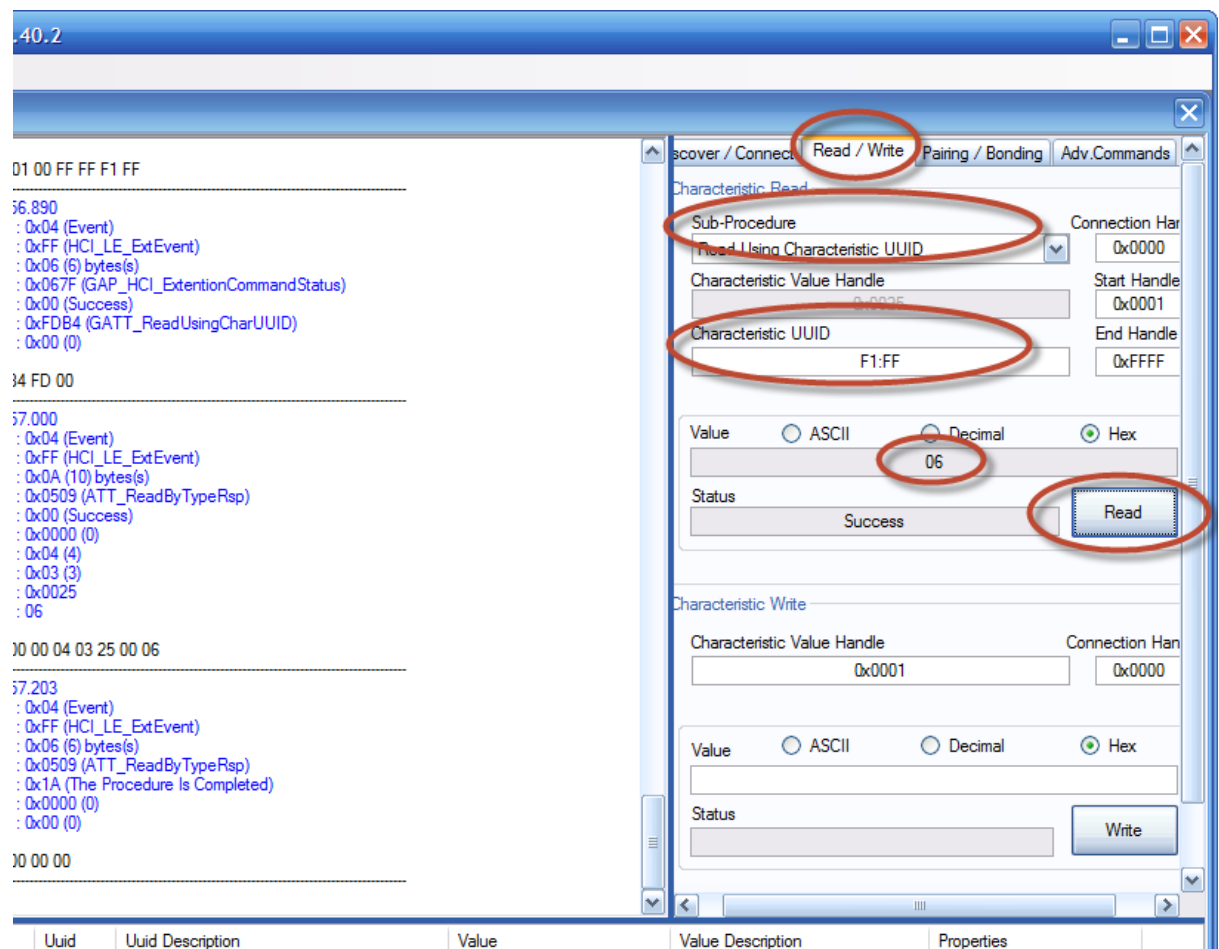 .40.2
01 00 FF FF F1 FF
56.890
: 0x04 (Event)
: 0xFF (HCI_LE_ExtEvent)
: 0x06 (6) bytes(s)
: 0x067F (GAP_HCI_ExtentionCommandStatus)
: 0x00 (Success)
: 0xFDB4 (GATT_ReadUsingCharUUID)
: 0x00 (0)
34 FD 00
57.000
: 0x04 (Event)
: 0xFF (HCI_LE_ExtEvent)
: 0x0A (10) bytes(s)
: 0x0509 (ATT_ReadByTypeRsp)
: 0x00 (Success)
: 0x0000 (0)
: 0x04 (4)
: 0x03 (3)
: 0x0025
: 06
00 00 04 03 25 00 06
57.203
: 0x04 (Event)
: 0xFF (HCI_LE_ExtEvent)
: 0x06 (6) bytes(s)
: 0x0509 (ATT_ReadByTypeRsp)
: 0x1A (The Procedure Is Completed)
: 0x0000 (0)
: 0x00 (0)
00 00 00
scover / Connect Read / Write Pairing / Bonding Adv.Commands
Characteristic Read
Sub-Procedure Connection Har
Read Using Characteristic UUID 0x0000
Characteristic Value Handle Start Handle
0x0025 0x0001
Characteristic UUID End Handle
F1:FF 0xFFFF
Value ASCII Decimal Hex
06
Status
Success Read
Characteristic Write
Characteristic Value Handle Connection Han
0x0001 0x0000
Value ASCII Decimal Hex
Status
Write
Uuid Uuid Description Value Value Description Properties